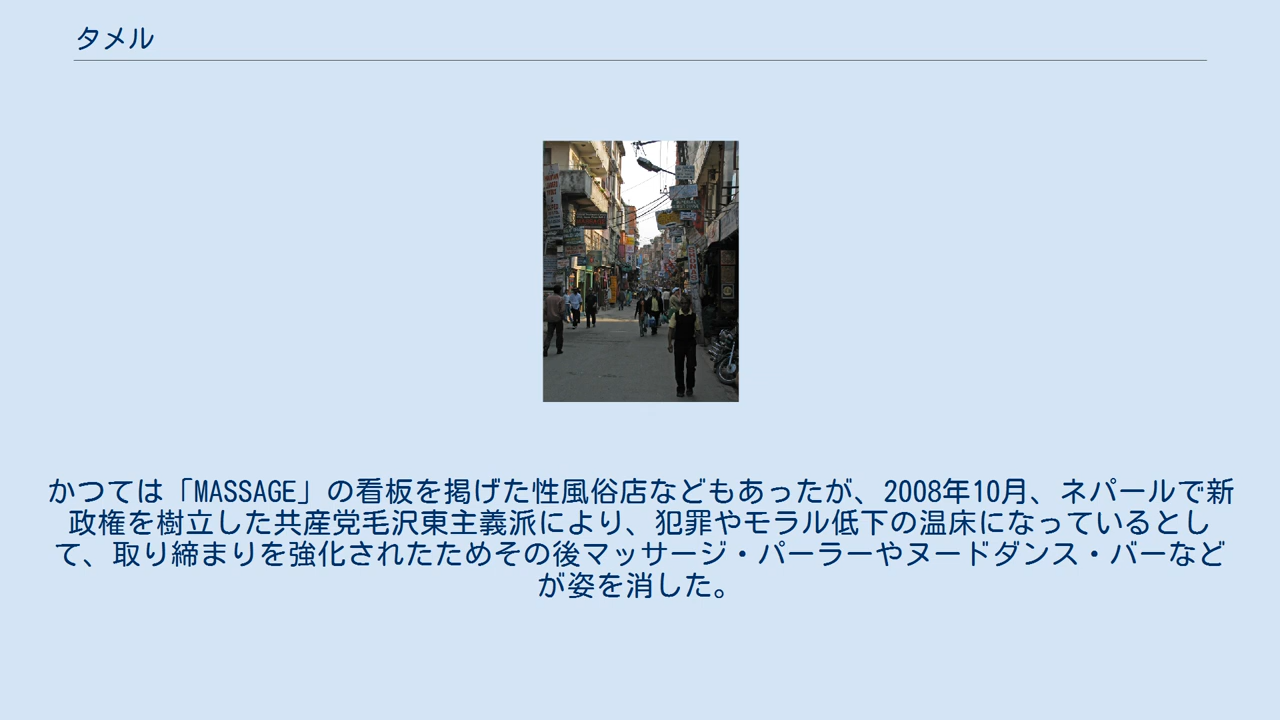 タメル
かつては「MASSAGE」の看板を掲げた性風俗店などもあったが、2008年10月、ネパールで新
政権を樹立した共産党毛沢東主義派により、犯罪やモラル低下の温床になっているとし
て、取り締まりを強化されたためその後マッサージ・パーラーやヌードダンス・バーなど
が姿を消した。